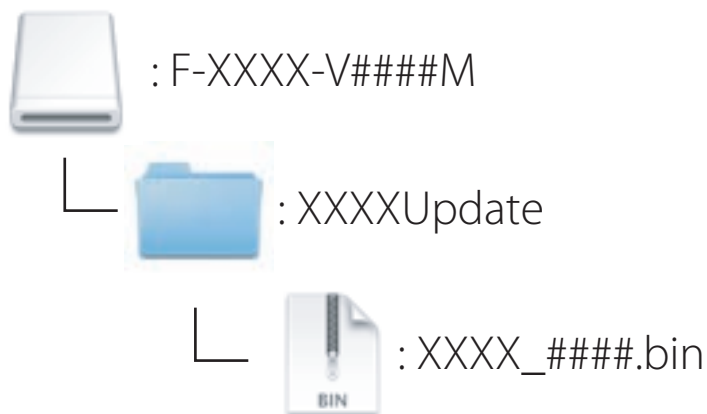 : F-XXXX-V####M
: XXXXUpdate
: XXXX_####.bin
BIN